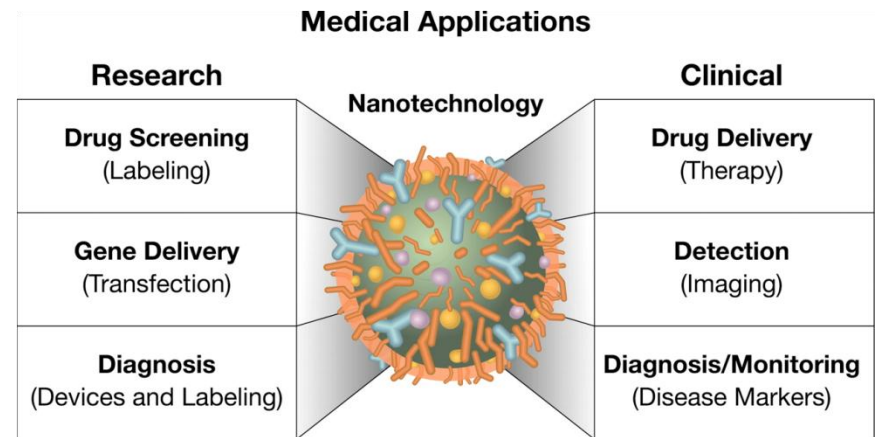 Medical Applications
Research
Nanotechnology
Clinical
Drug Screening
(Labeling)
Gene Delivery
(Transfection)
Diagnosis
(Devices and Labeling)
Drug Delivery
(Therapy)
Detection
(Imaging)
Diagnosis/Monitoring
(Disease Markers)